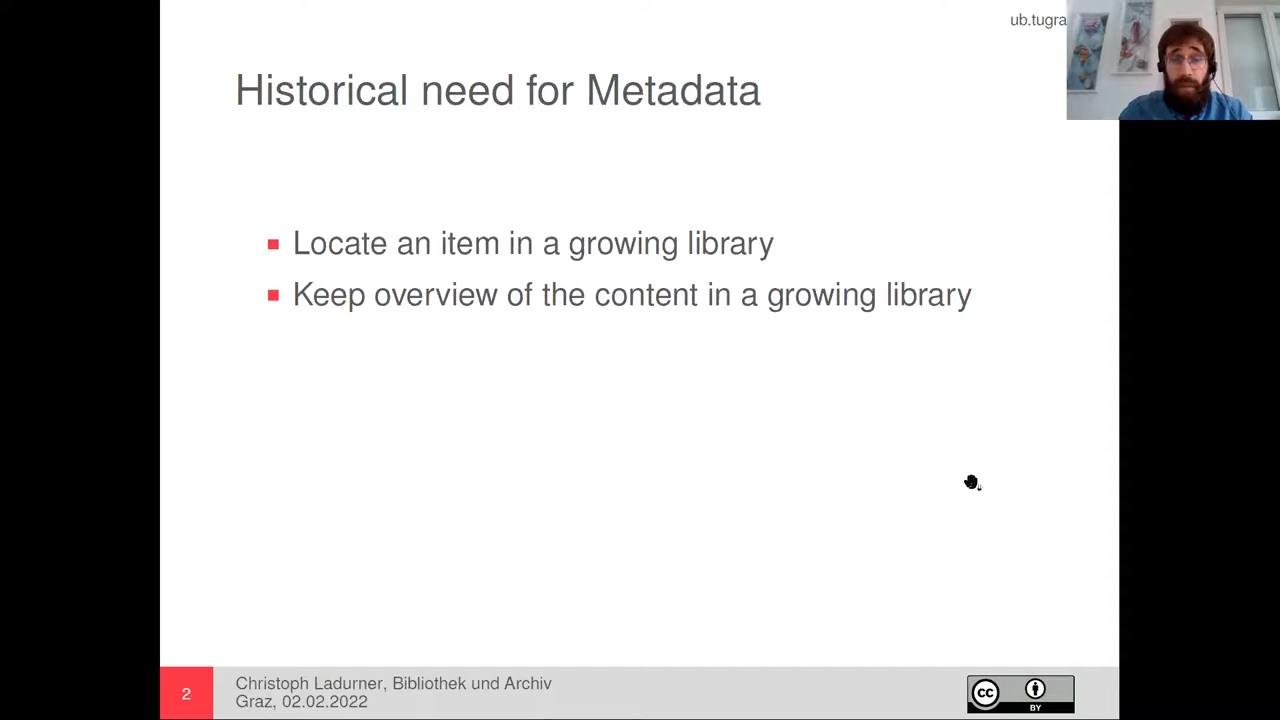 ub.tugra
Historical need for Metadata
Locate an item in a growing library
Keep overview of the content in a growing library
2
Christoph Ladurner, Bibliothek und Archiv
Graz, 02.02.2022
cc
BY